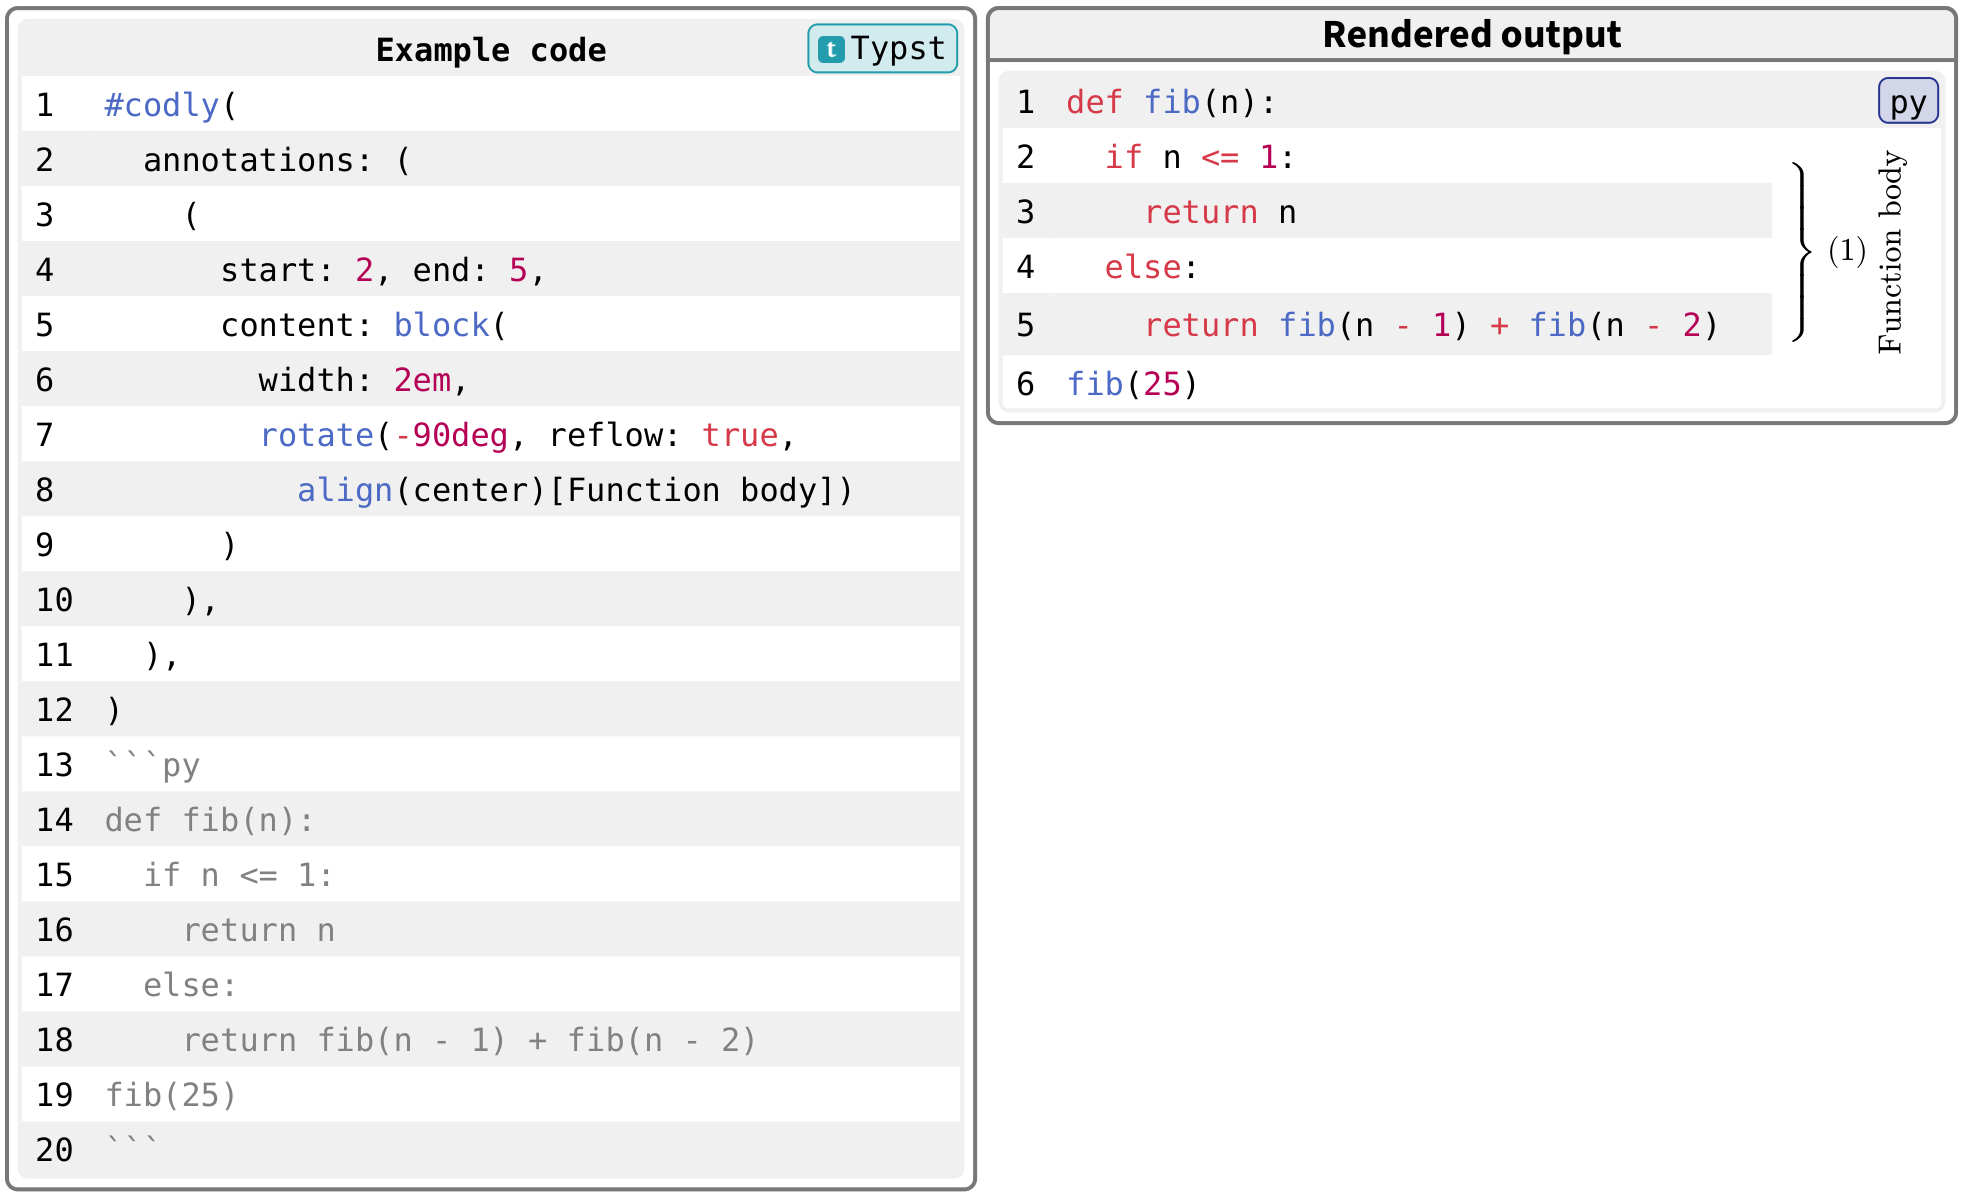 Example code
t Typst
1 #codly(
2   annotations: (
3     (
4       start: 2, end: 5,
5       content: block(
6         width: 2em,
7         rotate(-90deg, reflow: true,
8           align(center)[Function body])
9       )
10     ),
11   ),
12 )
13 ```py
14 def fib(n):
15   if n <= 1:
16     return n
17   else:
18     return fib(n - 1) + fib(n - 2)
19 fib(25)
20 ```
Rendered output
1 def fib(n):
py
2   if n <= 1:
3     return n
4   else:
5     return fib(n - 1) + fib(n - 2)
(1) Function body
6 fib(25)